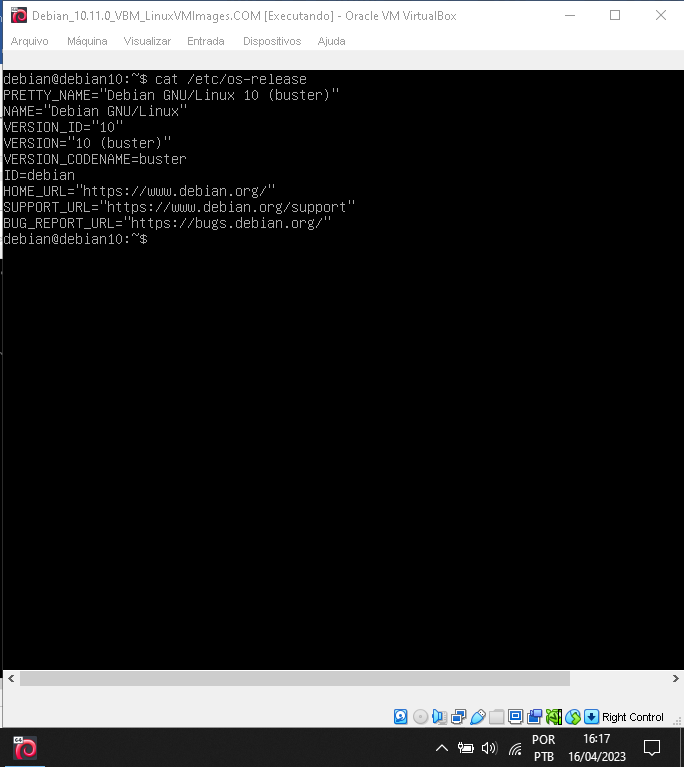 Debian_10.11.0_VBM_LinuxVMImages.COM [Executando] - Oracle VM VirtualBox
Arquivo Máquina Visualizar Entrada Dispositivos Ajuda
debian@debian10:~$ cat /etc/os-release
PRETTY_NAME="Debian GNU/Linux 10 (buster)"
NAME="Debian GNU/Linux"
VERSION_ID="10"
VERSION="10 (buster)"
VERSION_CODENAME=buster
ID=debian
HOME_URL="https://www.debian.org/"
SUPPORT_URL="https://www.debian.org/support"
BUG_REPORT_URL="https://bugs.debian.org/"
debian@debian10:~$
Right Control
POR 16:17
PTB 16/04/2023